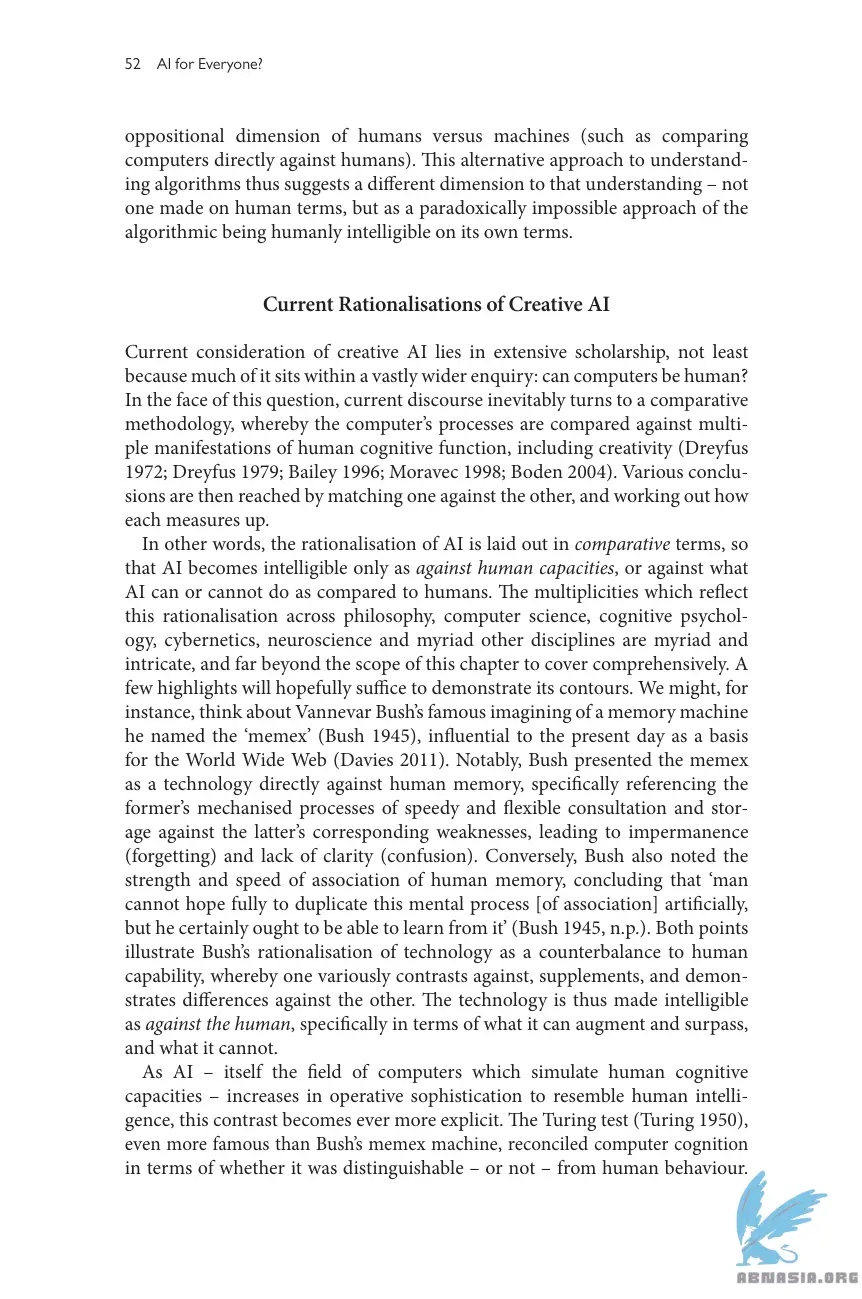 52 AI for Everyone?
oppositional dimension of humans versus machines (such as comparing
computers directly against humans). This alternative approach to understand-
ing algorithms thus suggests a different dimension to that understanding – not
one made on human terms, but as a paradoxically impossible approach of the
algorithmic being humanly intelligible on its own terms.
Current Rationalisations of Creative AI
Current consideration of creative AI lies in extensive scholarship, not least
because much of it sits within a vastly wider enquiry: can computers be human?
In the face of this question, current discourse inevitably turns to a comparative
methodology, whereby the computer’s processes are compared against multi-
ple manifestations of human cognitive function, including creativity (Dreyfus
1972; Dreyfus 1979; Bailey 1996; Moravec 1998; Boden 2004). Various conclu-
sions are then reached by matching one against the other, and working out how
each measures up.
In other words, the rationalisation of AI is laid out in comparative terms, so
that AI becomes intelligible only as against human capacities, or against what
AI can or cannot do as compared to humans. The multiplicities which reflect
this rationalisation across philosophy, computer science, cognitive psychol-
ogy, cybernetics, neuroscience and myriad other disciplines are myriad and
intricate, and far beyond the scope of this chapter to cover comprehensively. A
few highlights will hopefully suffice to demonstrate its contours. We might, for
instance, think about Vannevar Bush’s famous imagining of a memory machine
he named the ‘memex’ (Bush 1945), influential to the present day as a basis
for the World Wide Web (Davies 2011). Notably, Bush presented the memex
as a technology directly against human memory, specifically referencing the
former’s mechanised processes of speedy and flexible consultation and stor-
age against the latter’s corresponding weaknesses, leading to impermanence
(forgetting) and lack of clarity (confusion). Conversely, Bush also noted the
strength and speed of association of human memory, concluding that ‘man
cannot hope fully to duplicate this mental process [of association] artificially,
but he certainly ought to be able to learn from it’ (Bush 1945, n.p.). Both points
illustrate Bush’s rationalisation of technology as a counterbalance to human
capability, whereby one variously contrasts against, supplements, and demon-
strates differences against the other. The technology is thus made intelligible
as against the human, specifically in terms of what it can augment and surpass,
and what it cannot.
As AI – itself the field of computers which simulate human cognitive
capacities – increases in operative sophistication to resemble human intelli-
gence, this contrast becomes ever more explicit. The Turing test (Turing 1950),
even more famous than Bush’s memex machine, reconciled computer cognition
in terms of whether it was distinguishable – or not – from human behaviour.
ABNASIA.ORG